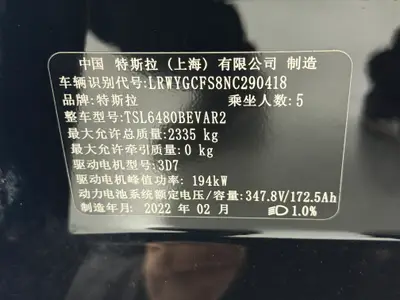 中国 特斯拉（上海）有限公司 制造
车辆识别代号: LRWYGCFS8NC290418
品牌: 特斯拉 乘坐人数: 5
整车型号: TSL6480BEVAR2
最大允许总质量: 2335 kg
最大允许牵引质量: 0 kg
驱动电机型号: 3D7
驱动电机峰值功率: 194kW
动力电池系统额定电压/容量: 347.8V/172.5Ah
制造年月: 2022 年 02 月 1.0%